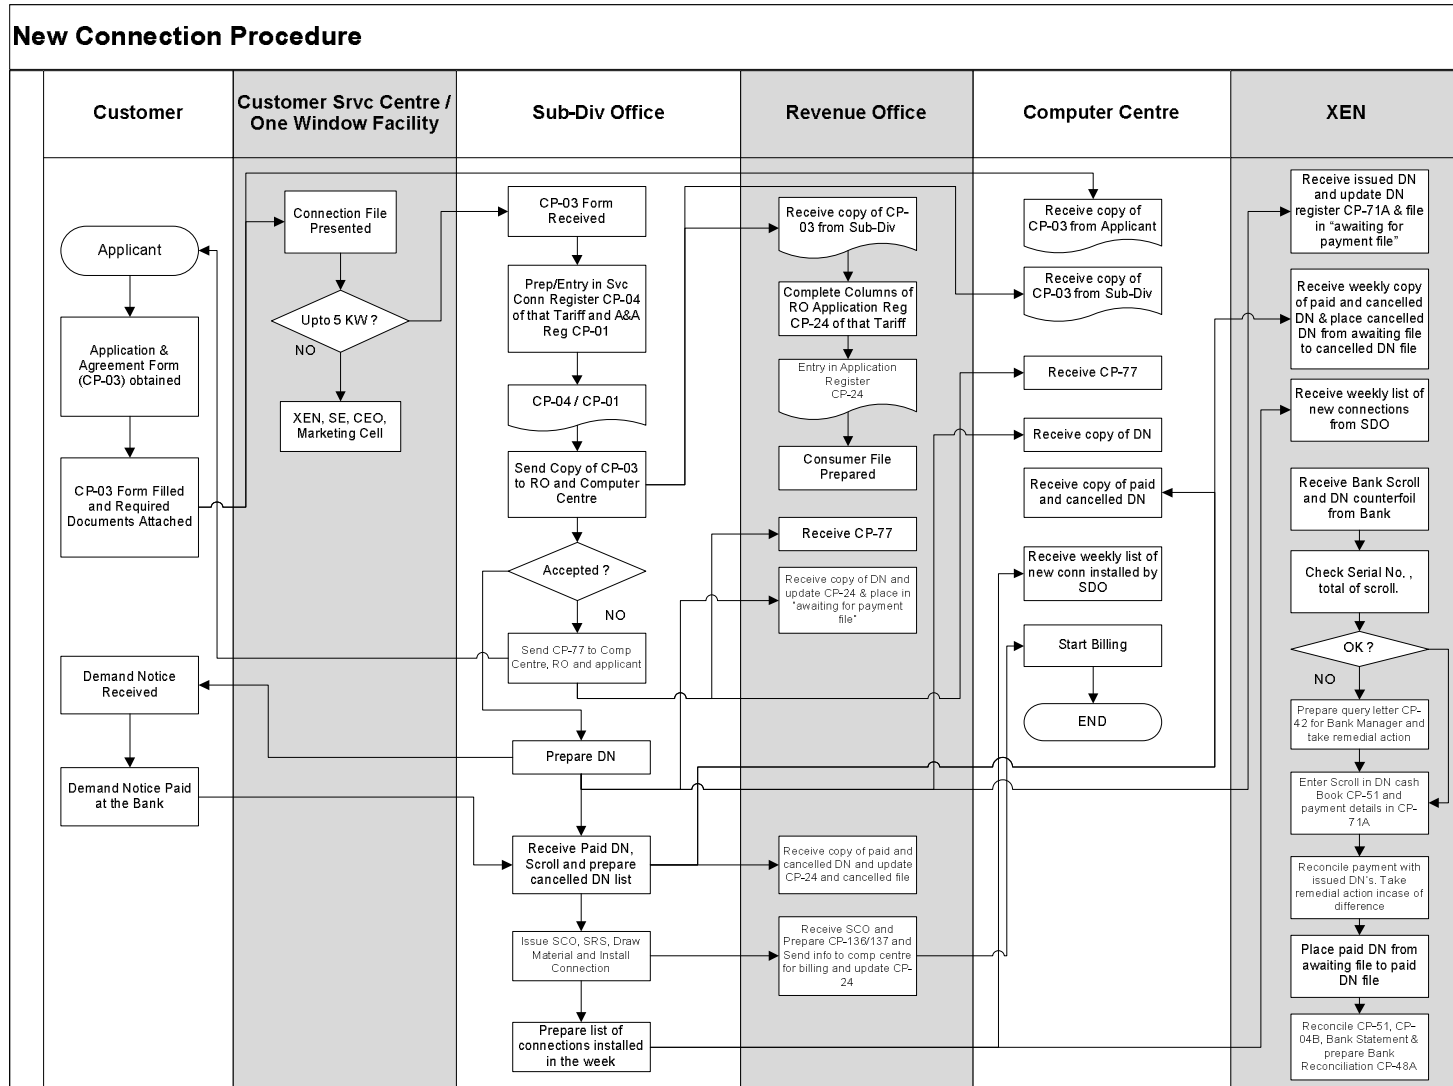 New Connection Procedure
Customer
Customer Srvc Centre /
One Window Facility
Sub-Div Office
Revenue Office
Computer Centre
XEN
Applicant
Application &
Agreement Form
(CP-03) obtained
CP-03 Form Filled
and Required
Documents Attached
Demand Notice
Received
Demand Notice Paid
at the Bank
Connection File
Presented
Upto 5 KW ?
NO
XEN, SE, CEO,
Marketing Cell
CP-03 Form
Received
Prep/Entry in Svc
Conn Register CP-04
of that Tariff and A&A
Reg CP-01
CP-04 / CP-01
Send Copy of CP-03
to RO and Computer
Centre
Accepted ?
NO
Send CP-77 to Comp
Centre, RO and applicant
Prepare DN
Receive Paid DN,
Scroll and prepare
cancelled DN list
Issue SCO, SRS, Draw
Material and Install
Connection
Prepare list of
connections installed
in the week
Receive copy of CP-
03 from Sub-Div
Complete Columns of
RO Application Reg
CP-24 of that Tariff
Entry in Application
Register
CP-24
Consumer File
Prepared
Receive CP-77
Receive copy of DN and
update CP-24 & place in
"awaiting for payment
file"
Receive copy of paid and
cancelled DN and update
CP-24 and cancelled file
Receive SCO and
Prepare CP-136/137 and
Send info to comp centre
for billing and update CP-
24
Receive copy of
CP-03 from Applicant
Receive copy of
CP-03 from Sub-Div
Receive CP-77
Receive copy of DN
Receive copy of paid
and cancelled DN
Receive weekly list of
new conn installed by
SDO
Start Billing
END
Receive issued DN
and update DN
register CP-71A & file
in "awaiting for
payment file"
Receive weekly copy
of paid and cancelled
DN & place cancelled
DN from awaiting file
to cancelled DN file
Receive weekly list of
new connections
from SDO
Receive Bank Scroll
and DN counterfoil
from Bank
Check Serial No, ,
total of scroll.
OK ?
NO
Prepare query letter CP-
42 for Bank Manager and
take remedial action
Enter Scroll in DN cash
Book CP-51 and
payment details in CP-
71A
Reconcile payment with
issued DN's. Take
remedial action incase of
difference
Place paid DN from
awaiting file to paid
DN file
Reconcile CP-51, CP-
04B, Bank Statement &
prepare Bank
Reconciliation CP-48A